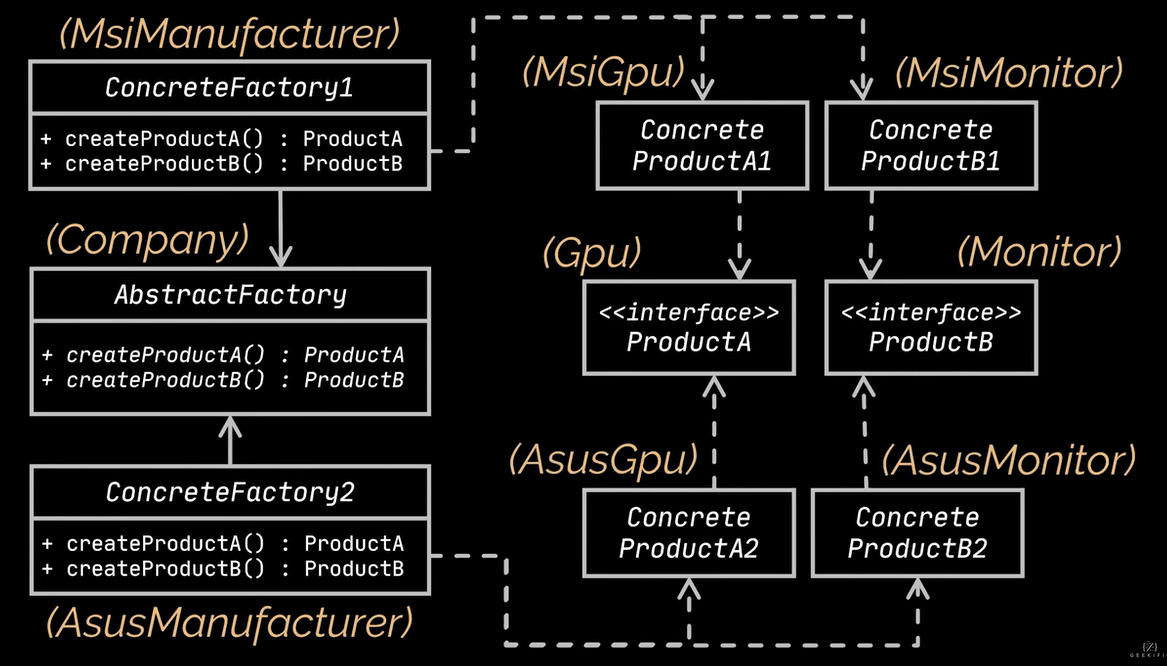 (MsiManufacturer)
ConcreteFactory1
+ createProductA() : ProductA
+ createProductB() : ProductB
(MsiGpu)
Concrete
ProductA1
(MsiMonitor)
Concrete
ProductB1
(Company)
AbstractFactory
+ createProductA() : ProductA
+ createProductB() : ProductB
(Gpu)
<<interface>>
ProductA
(Monitor)
<<interface>>
ProductB
ConcreteFactory2
+ createProductA() : ProductA
+ createProductB() : ProductB
(AsusManufacturer)
(AsusGpu)
Concrete
ProductA2
(AsusMonitor)
Concrete
ProductB2